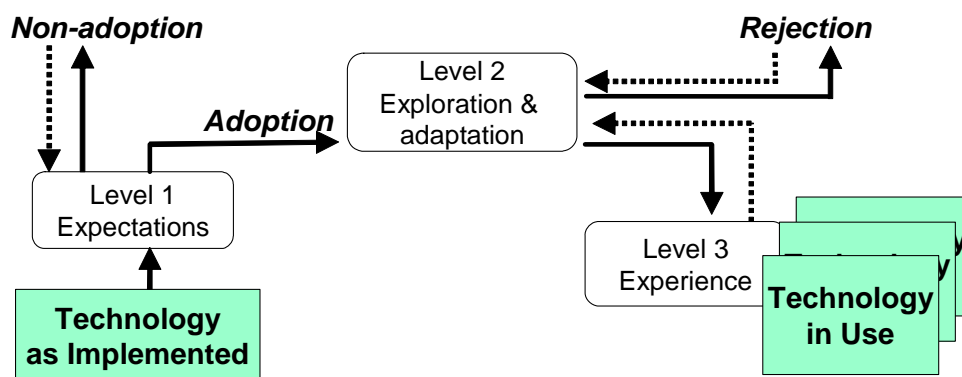 Non-adoption
Rejection
Level 2
Exploration &
adaptation
Adoption
Level 1
Expectations
Level 3
Experience
Technology
in Use
Technology
as Implemented